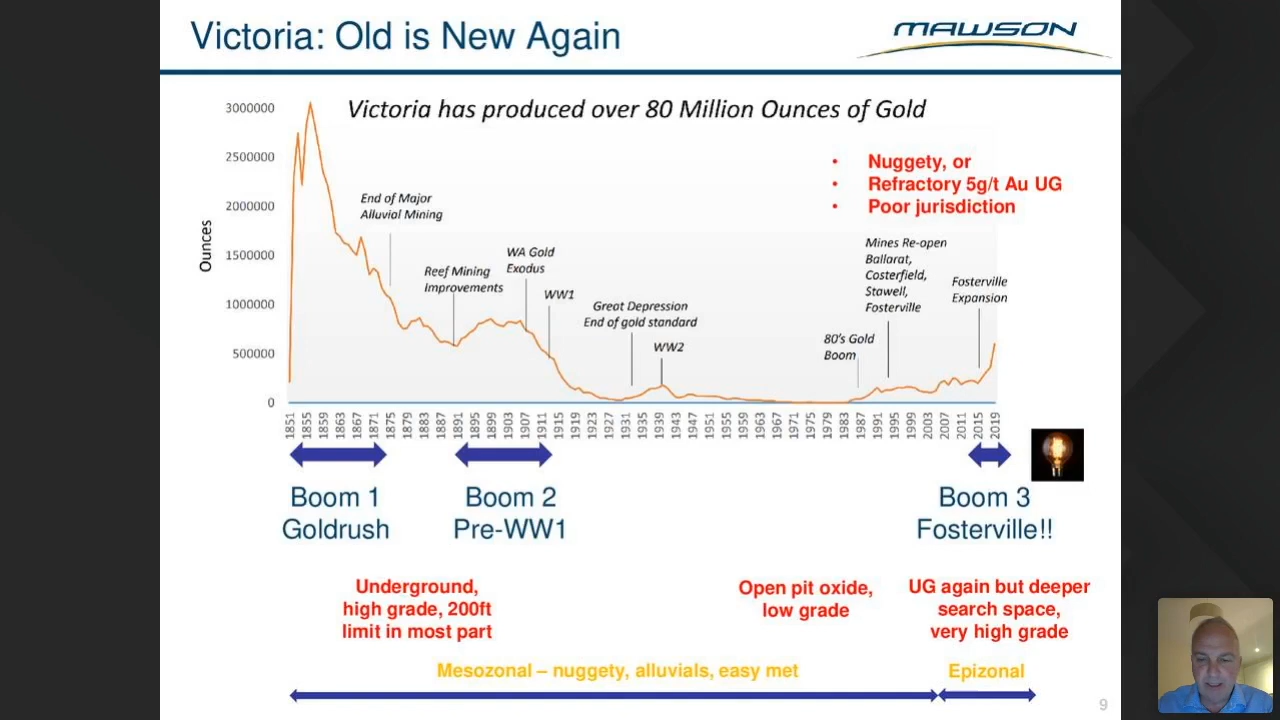 Victoria: Old is New Again
MAWSON
Victoria has produced over 80 Million Ounces of Gold
• Nuggety, or
• Refractory 5g/t Au UG
• Poor jurisdiction
Ounces
3000000
2500000
2000000
1500000
1000000
500000
0
End of Major
Alluvial Mining
Reef Mining
Improvements
WA Gold
Exodus
WW1
Great Depression
End of gold standard
WW2
80's Gold
Boom
Mines Re-open
Ballarat,
Costerfield,
Stawell,
Fosterville
Fosterville
Expansion
1851 1855 1859 1863 1867 1871 1875 1879 1883 1887 1891 1895 1899 1903 1907 1911 1915 1919 1923 1927 1931 1935 1939 1943 1947 1951 1955 1959 1963 1967 1971 1975 1979 1983 1987 1991 1995 1999 2003 2007 2011 2015 2019
Boom 1
Goldrush
Boom 2
Pre-WW1
Boom 3
Fosterville!!
Underground,
high grade, 200ft
limit in most part
Open pit oxide,
low grade
UG again but deeper
search space,
very high grade
Mesozonal – nuggety, alluvials, easy met
Epizonal
9